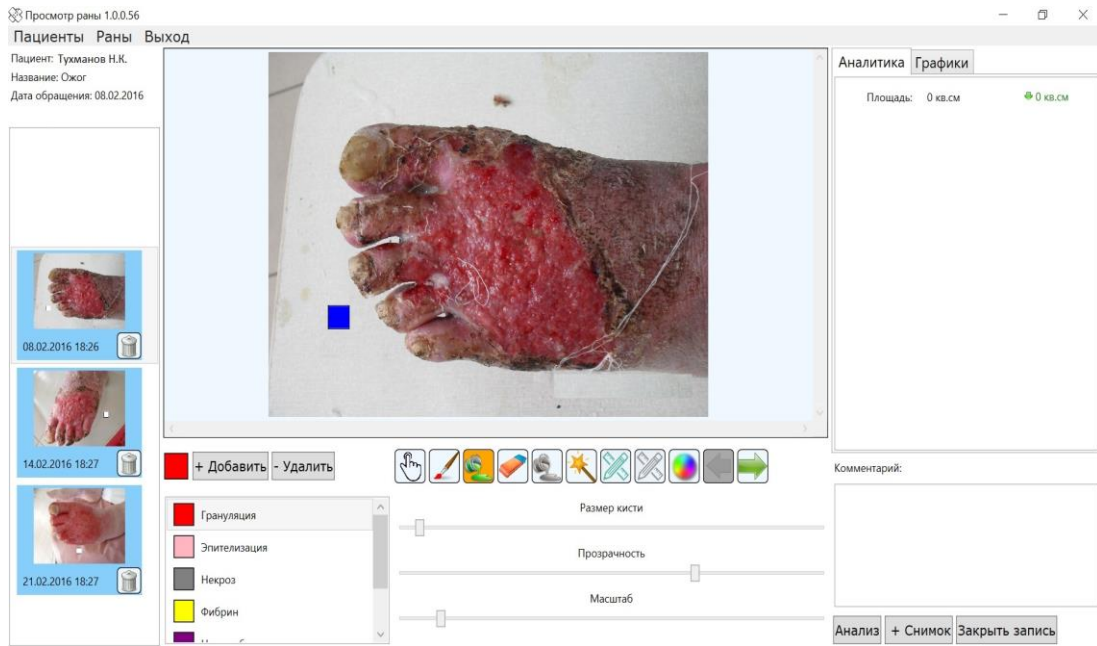 Просмотр раны 1.0.0.56
Пациенты Раны Выход
Пациент: Тухманов Н.К.
Название: Ожог
Дата обращения: 08.02.2016
08.02.2016 18:26
14.02.2016 18:27
21.02.2016 18:27
+ Добавить - Удалить
Грануляция
Эпителизация
Некроз
Фибрин
Размер кисти
Прозрачность
Масштаб
Аналитика Графики
Площадь: 0 кв.см 0 кв.см
Комментарий:
Анализ + Снимок Закрыть запись